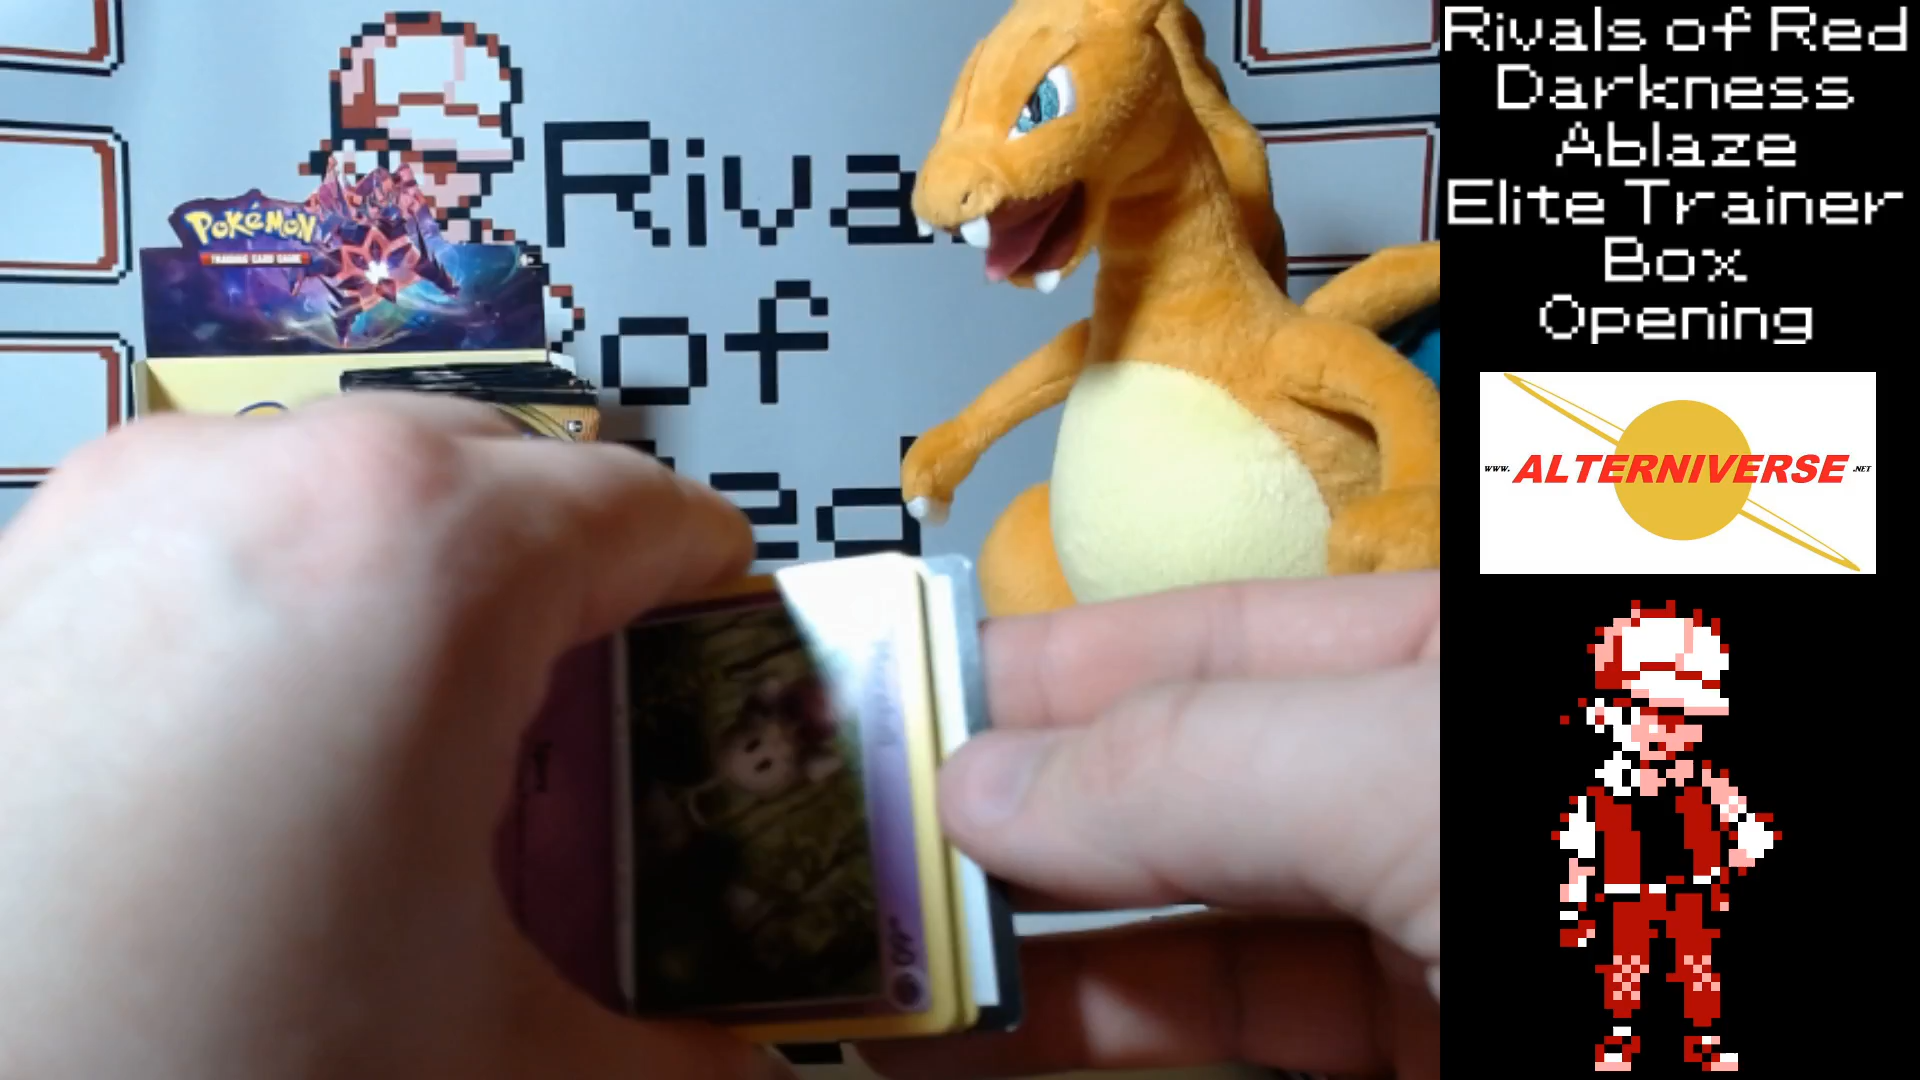 Rivals of Red
Darkness
Ablaze
Elite Trainer
Box
Opening
WWW. ALTERNIVERSE .NET
Riva
of
POKéMON
TRADING CARD GAME